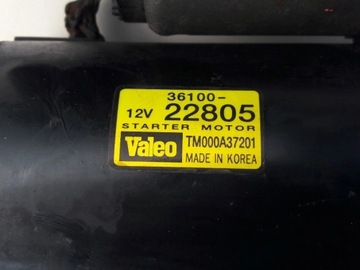 36100-
12V 22805
STARTER MOTOR
Valeo TM000A37201
MADE IN KOREA